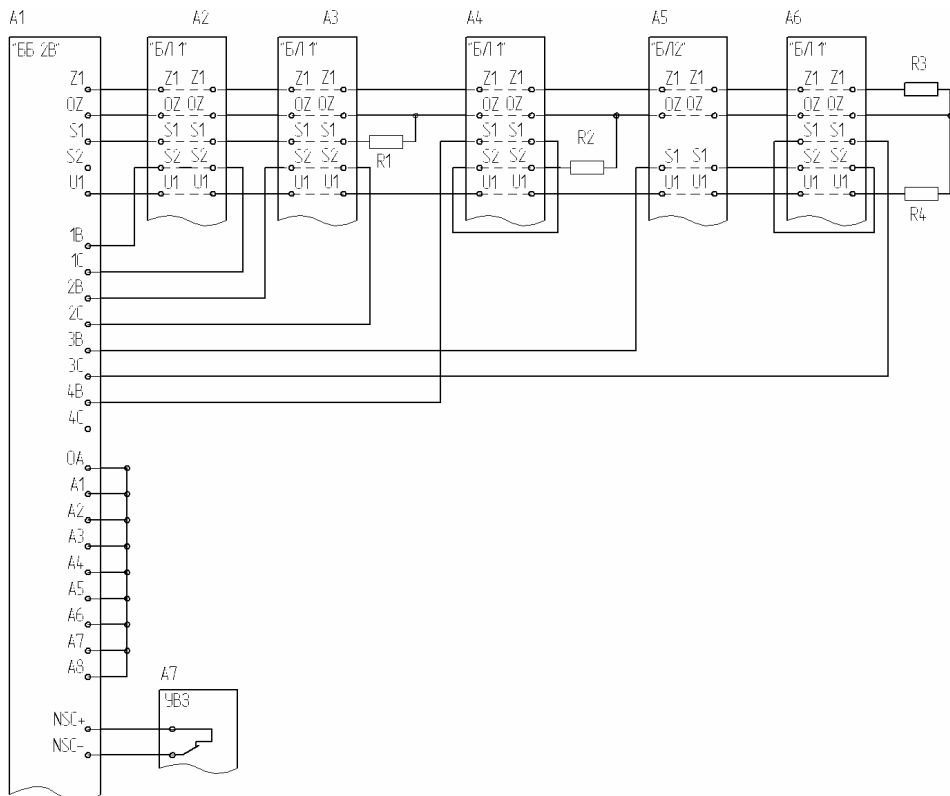 A1 A2 A3 A4 A5 A6
"ББ 2В" "БЛ 1" "БЛ 1" "БЛ 1" "БЛ2" "БЛ 1"
R3
Z1 Z1 Z1 Z1 Z1 Z1 Z1 Z1 Z1
0Z 0Z 0Z 0Z 0Z 0Z 0Z 0Z 0Z 0Z 0Z
S1 S1 S1 S1 S1 S1 S1 S1 S1
R1 R2
S2 S2 S2 S2 S2 S2 S2 S1 S1 S2 S2
U1 U1 U1 U1 U1 U1 U1 U1 U1 U1 U1
R4
1B
1C
2B
2C
3B
3C
4B
4C
0A
A1
A2
A3
A4
A5
A6
A7
A8
A7
УВЗ
NSC+
NSC-